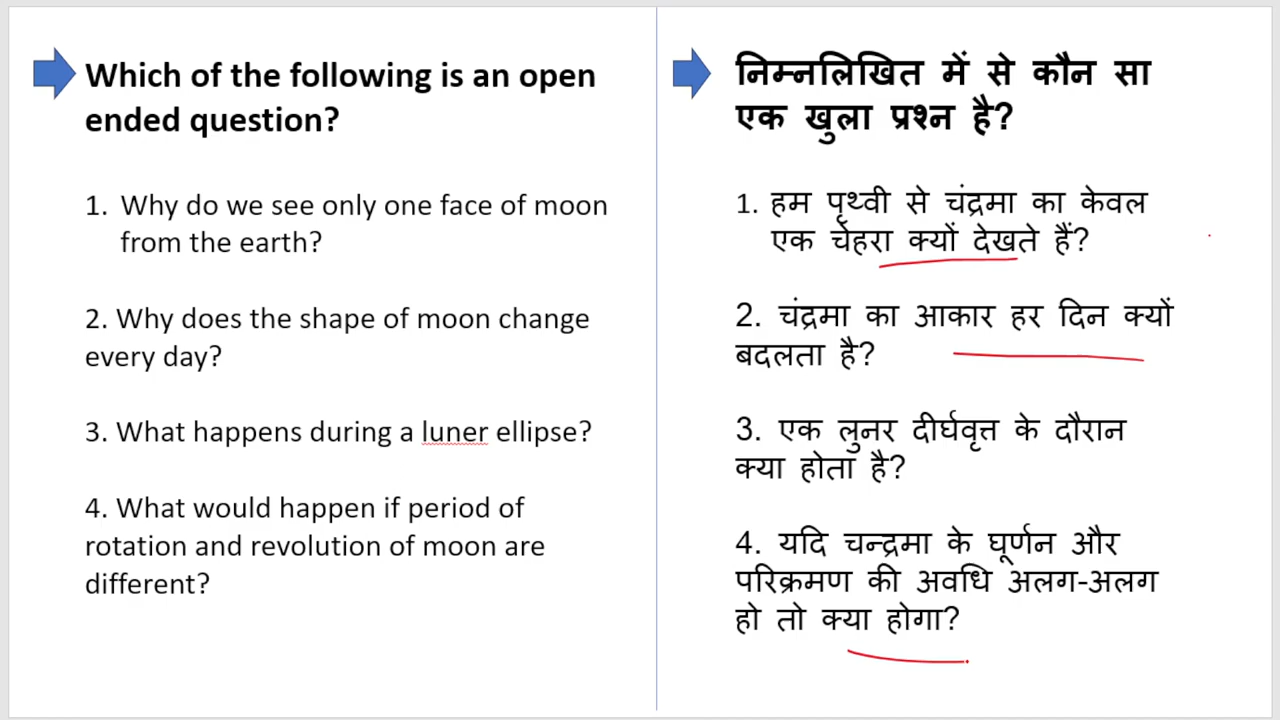 Which of the following is an open
ended question?
1. Why do we see only one face of moon
from the earth?
2. Why does the shape of moon change
every day?
3. What happens during a luner ellipse?
4. What would happen if period of
rotation and revolution of moon are
different?
निम्नलिखित में से कौन सा
एक खुला प्रश्न है?
1. हम पृथ्वी से चंद्रमा का केवल
एक चेहरा क्यों देखते हैं?
2. चंद्रमा का आकार हर दिन क्यों
बदलता है?
3. एक लुनर दीर्घवृत्त के दौरान
क्या होता है?
4. यदि चन्द्रमा के घूर्णन और
परिक्रमण की अवधि अलग-अलग
हो तो क्या होगा?